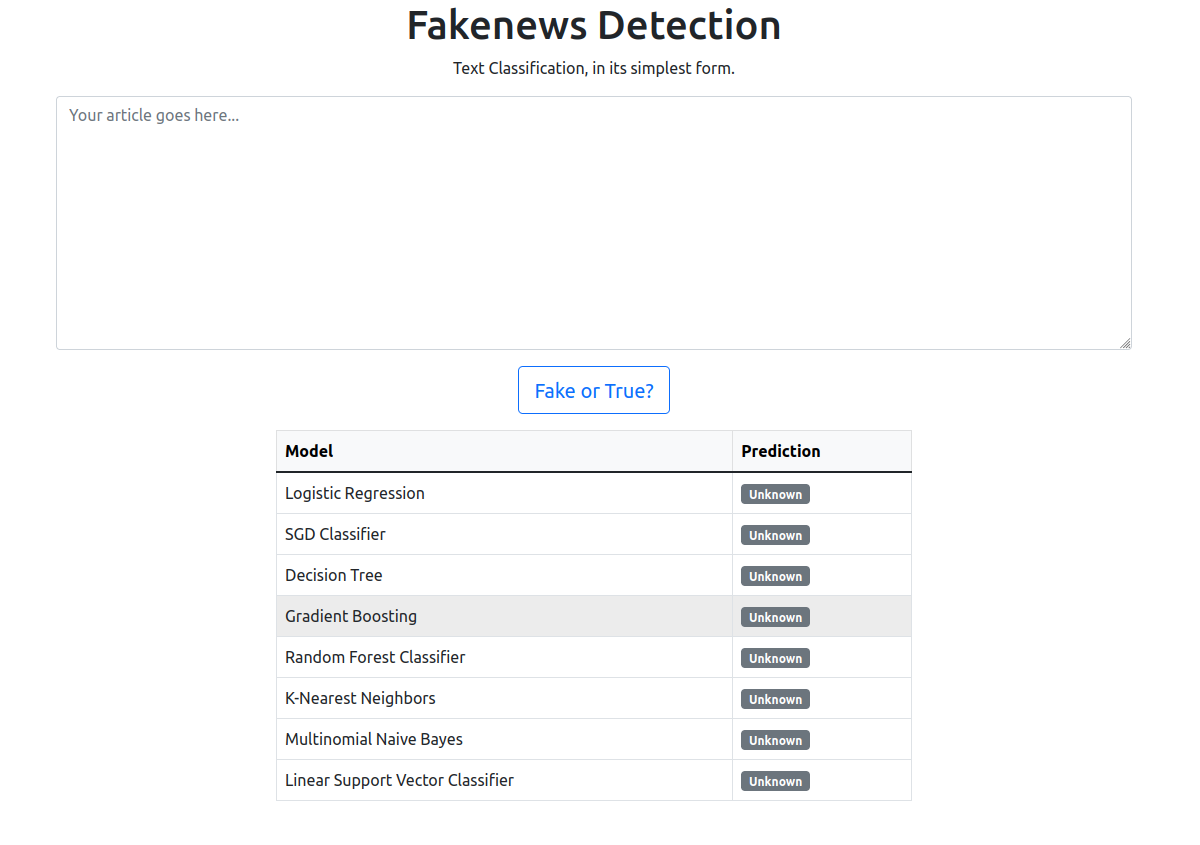 Fakenews Detection
Text Classification, in its simplest form.
Your article goes here...
Fake or True?
Model Prediction
Logistic Regression Unknown
SGD Classifier Unknown
Decision Tree Unknown
Gradient Boosting Unknown
Random Forest Classifier Unknown
K-Nearest Neighbors Unknown
Multinomial Naive Bayes Unknown
Linear Support Vector Classifier Unknown